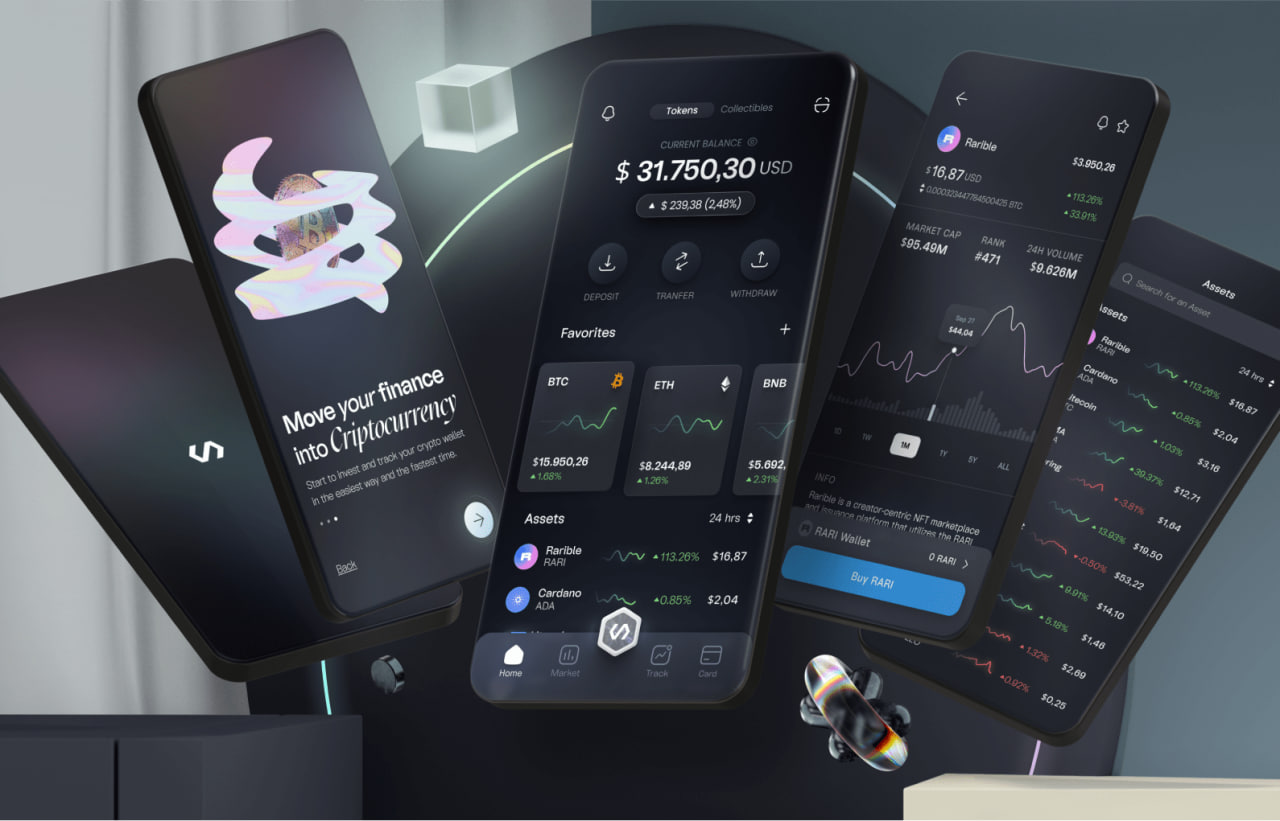 Move your finance
into Criptocurrency
Start to invest and track your crypto wallet
in the easiest way and the fastest time.
Back
Tokens
Collectibles
CURRENT BALANCE
$ 31.750,30 USD
▲ $ 239,38 (2,48%)
DEPOSIT
TRANFER
WITHDRAW
Favorites
+
BTC
$15.950,26
▲1.68%
ETH
$8.244,89
▲1.26%
BNB
$5.692,
▲2.31%
Assets
24 hrs
Rarible
RARI
▲113.26%
$16,87
Cardano
ADA
▲0.85%
$2,04
Home
Market
Track
Card
Rarible
$3.950,26
$16,87 USD
▲113,26%
0.000323447784500425 BTC
▲33.91%
MARKET CAP
$95.49M
RANK
#471
24H VOLUME
$9.626M
Sep 27
$44.04
1D
1W
1M
1Y
5Y
ALL
INFO
Rarible is a creator-centric NFT marketplace
and issuance platform that utilizes the RARI
RARI Wallet
0 RARI
Buy RARI
Assets
Search for an Asset
Assets
24 hrs
Rarible
RARI
▲113.26%
$16,87
Cardano
ADA
▲0.85%
$2,04
itecoin
TC
▲1.03%
$3,16
MA
▲39.37%
$12,71
ring
▼-3.81%
$1,64
▲13.93%
$19,50
▼-0.50%
$53,22
▲9.91%
$14,10
▲5.18%
$1,46
▲1.32%
$2,69
▲0.92%
$0,25